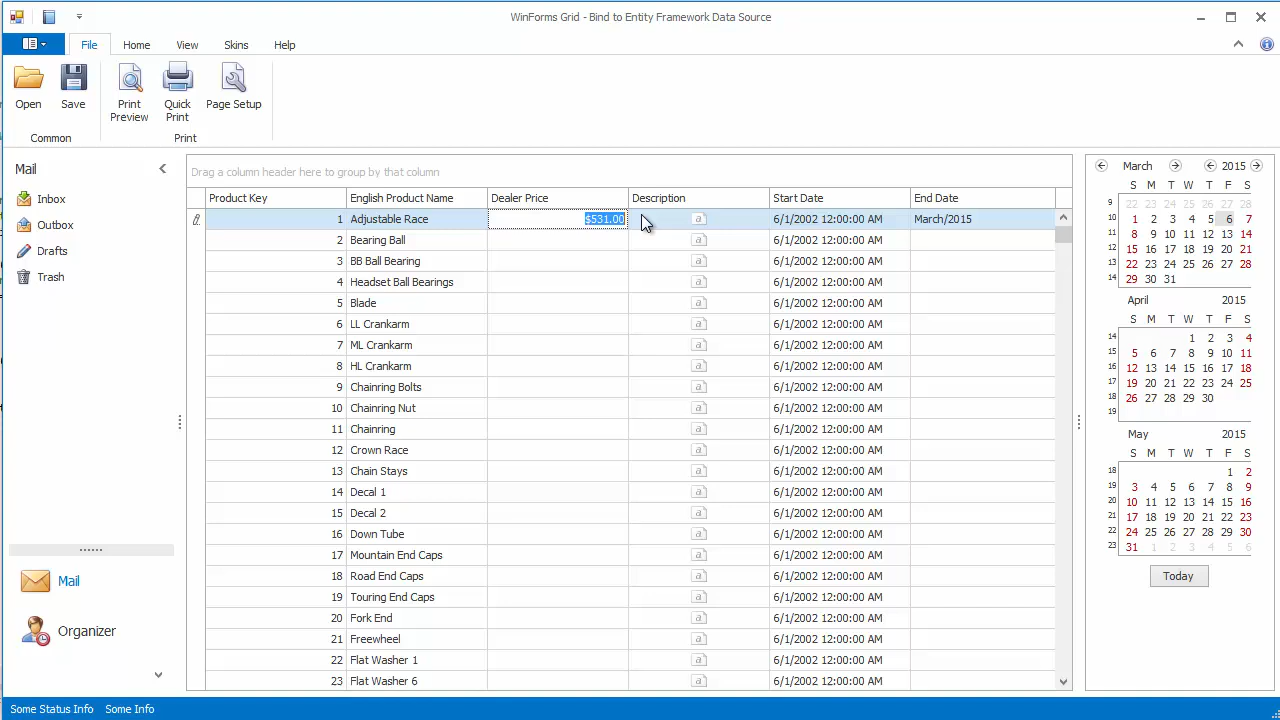 WinForms Grid - Bind to Entity Framework Data Source
File Home View Skins Help
Open Save Print Preview Quick Print Page Setup
Common Print
Mail
Inbox
Outbox
Drafts
Trash
Mail
Organizer
Drag a column header here to group by that column
Product Key English Product Name Dealer Price Description Start Date End Date
1 Adjustable Race $531.00 a 6/1/2002 12:00:00 AM March/2015
2 Bearing Ball a 6/1/2002 12:00:00 AM
3 BB Ball Bearing a 6/1/2002 12:00:00 AM
4 Headset Ball Bearings a 6/1/2002 12:00:00 AM
5 Blade a 6/1/2002 12:00:00 AM
6 LL Crankarm a 6/1/2002 12:00:00 AM
7 ML Crankarm a 6/1/2002 12:00:00 AM
8 HL Crankarm a 6/1/2002 12:00:00 AM
9 Chainring Bolts a 6/1/2002 12:00:00 AM
10 Chainring Nut a 6/1/2002 12:00:00 AM
11 Chainring a 6/1/2002 12:00:00 AM
12 Crown Race a 6/1/2002 12:00:00 AM
13 Chain Stays a 6/1/2002 12:00:00 AM
14 Decal 1 a 6/1/2002 12:00:00 AM
15 Decal 2 a 6/1/2002 12:00:00 AM
16 Down Tube a 6/1/2002 12:00:00 AM
17 Mountain End Caps a 6/1/2002 12:00:00 AM
18 Road End Caps a 6/1/2002 12:00:00 AM
19 Touring End Caps a 6/1/2002 12:00:00 AM
20 Fork End a 6/1/2002 12:00:00 AM
21 Freewheel a 6/1/2002 12:00:00 AM
22 Flat Washer 1 a 6/1/2002 12:00:00 AM
23 Flat Washer 6 a 6/1/2002 12:00:00 AM
March 2015
S M T W T F S
9 22 23 24 25 26 27 28
10 1 2 3 4 5 6 7
11 8 9 10 11 12 13 14
12 15 16 17 18 19 20 21
13 22 23 24 25 26 27 28
14 29 30 31
April 2015
S M T W T F S
14 1 2 3 4
15 5 6 7 8 9 10 11
16 12 13 14 15 16 17 18
17 19 20 21 22 23 24 25
18 26 27 28 29 30
19
May 2015
S M T W T F S
18 1 2
19 3 4 5 6 7 8 9
20 10 11 12 13 14 15 16
21 17 18 19 20 21 22 23
22 24 25 26 27 28 29 30
23 31 1 2 3 4 5 6
Today
Some Status Info Some Info